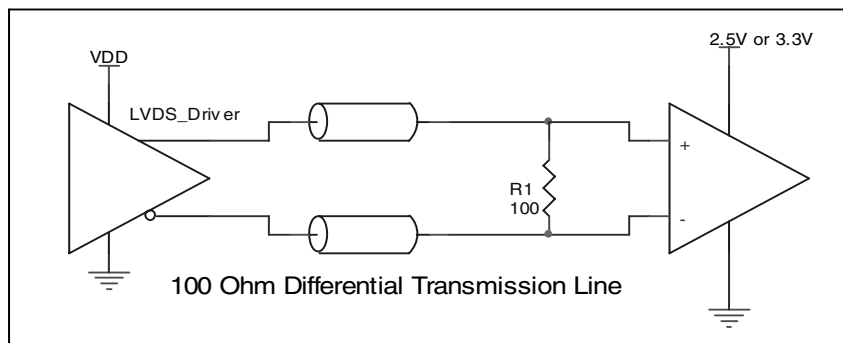 2.5V or 3.3V
VDD
LVDS_Driver
+
R1
100
-
100 Ohm Differential Transmission Line